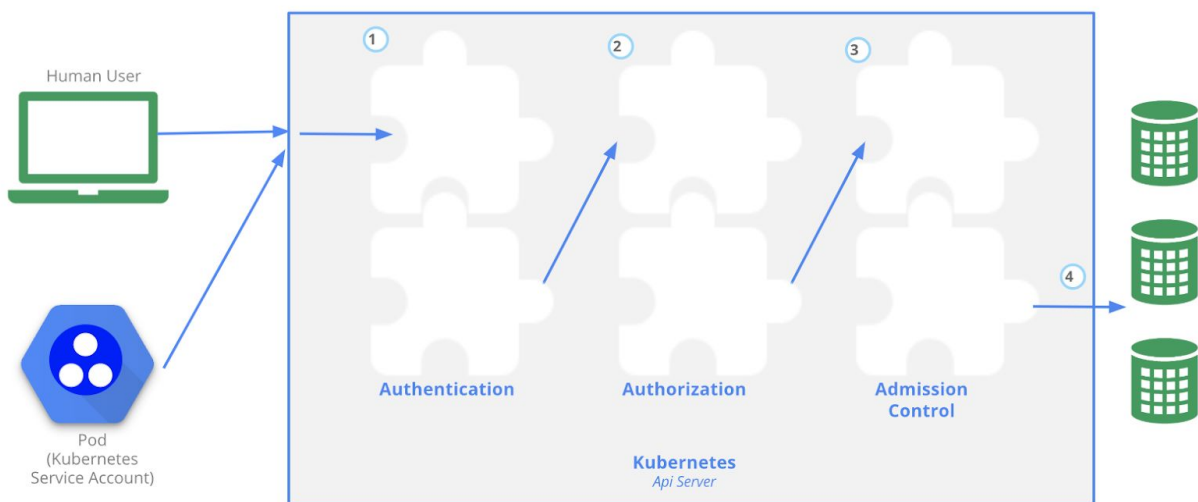 Human User
Pod
(Kubernetes
Service Account)
1
2
3
4
Authentication
Authorization
Admission
Control
Kubernetes
Api Server